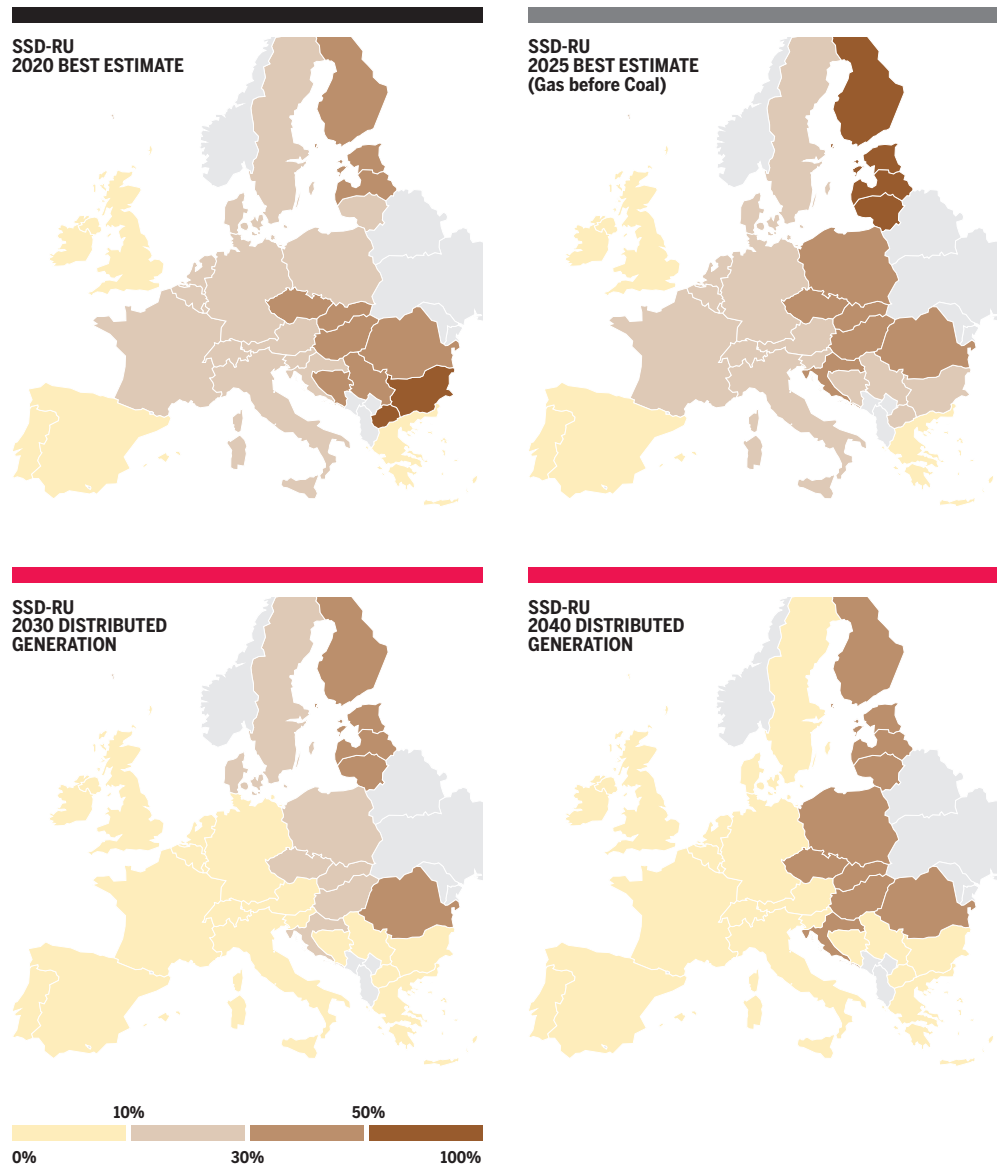 SSD-RU
2020 BEST ESTIMATE
SSD-RU
2025 BEST ESTIMATE
(Gas before Coal)
SSD-RU
2030 DISTRIBUTED
GENERATION
SSD-RU
2040 DISTRIBUTED
GENERATION
10% 50%
0% 30% 100%